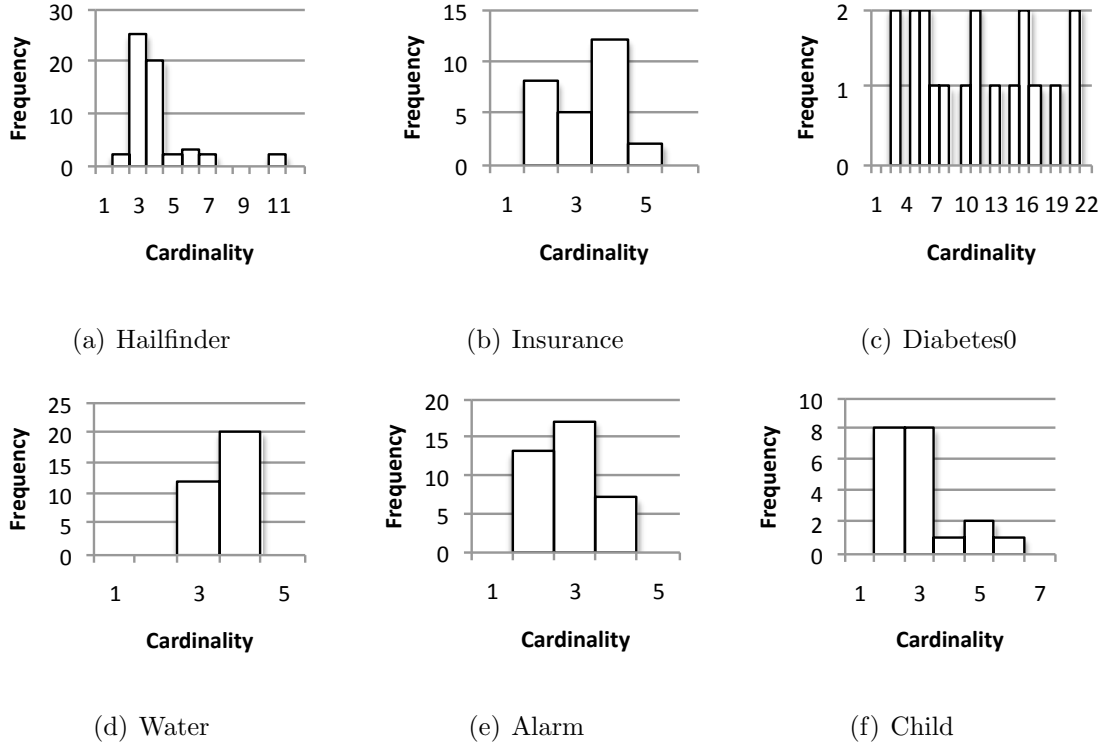 30
20
10
0
Frequency
1 3 5 7 9 11
Cardinality
(a) Hailfinder
15
10
5
0
Frequency
1 3 5
Cardinality
(b) Insurance
2
1
0
Frequency
1 4 7 10 13 16 19 22
Cardinality
(c) Diabetes0
25
20
15
10
5
0
Frequency
1 3 5
Cardinality
(d) Water
20
15
10
5
0
Frequency
1 3 5
Cardinality
(e) Alarm
10
8
6
4
2
0
Frequency
1 3 5 7
Cardinality
(f) Child